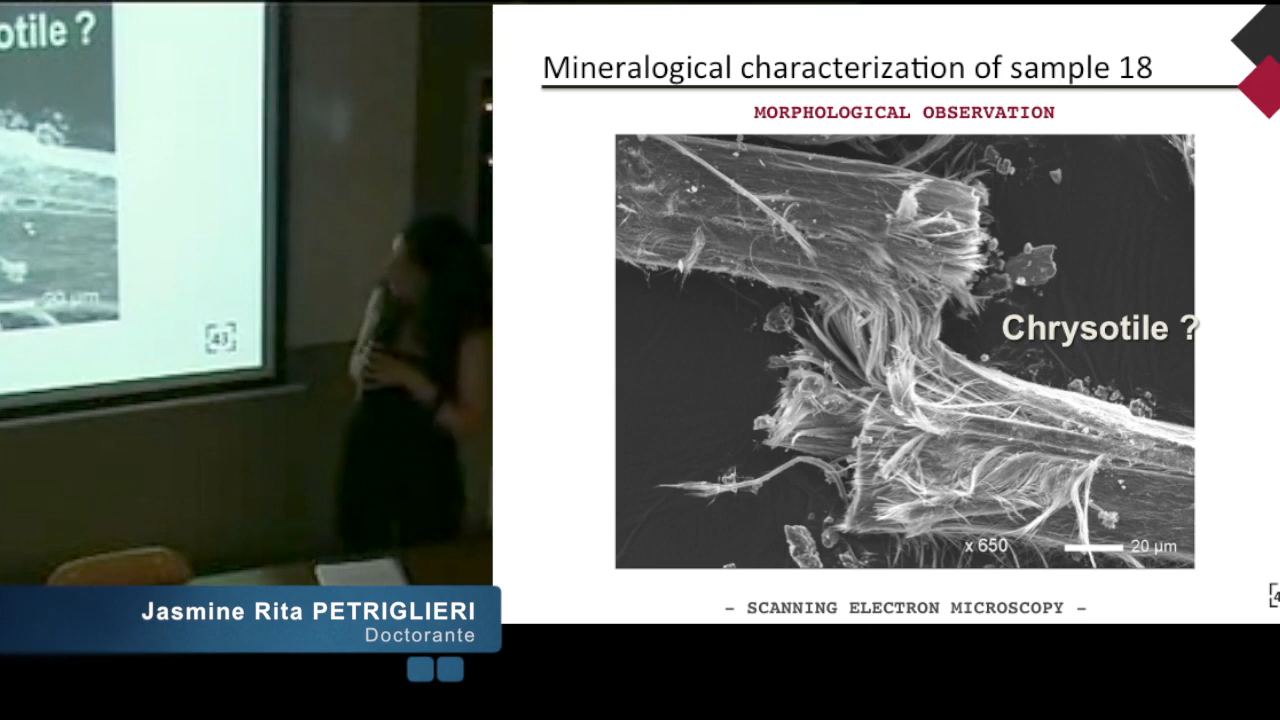 otile ?
20 µm
43
Mineralogical characterization of sample 18
MORPHOLOGICAL OBSERVATION
Chrysotile ?
x 650
20 µm
– SCANNING ELECTRON MICROSCOPY –
4
Jasmine Rita PETRIGLIERI
Doctorante